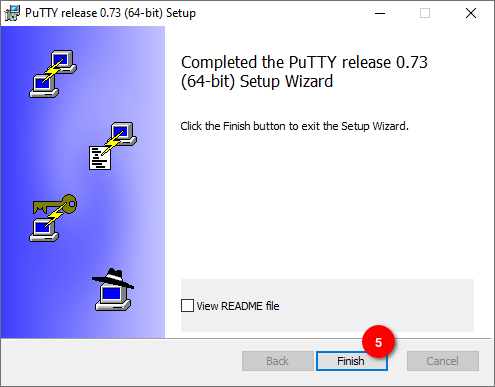 PuTTY release 0.73 (64-bit) Setup
Completed the PuTTY release 0.73
(64-bit) Setup Wizard
Click the Finish button to exit the Setup Wizard.
View README file
5
Back
Finish
Cancel